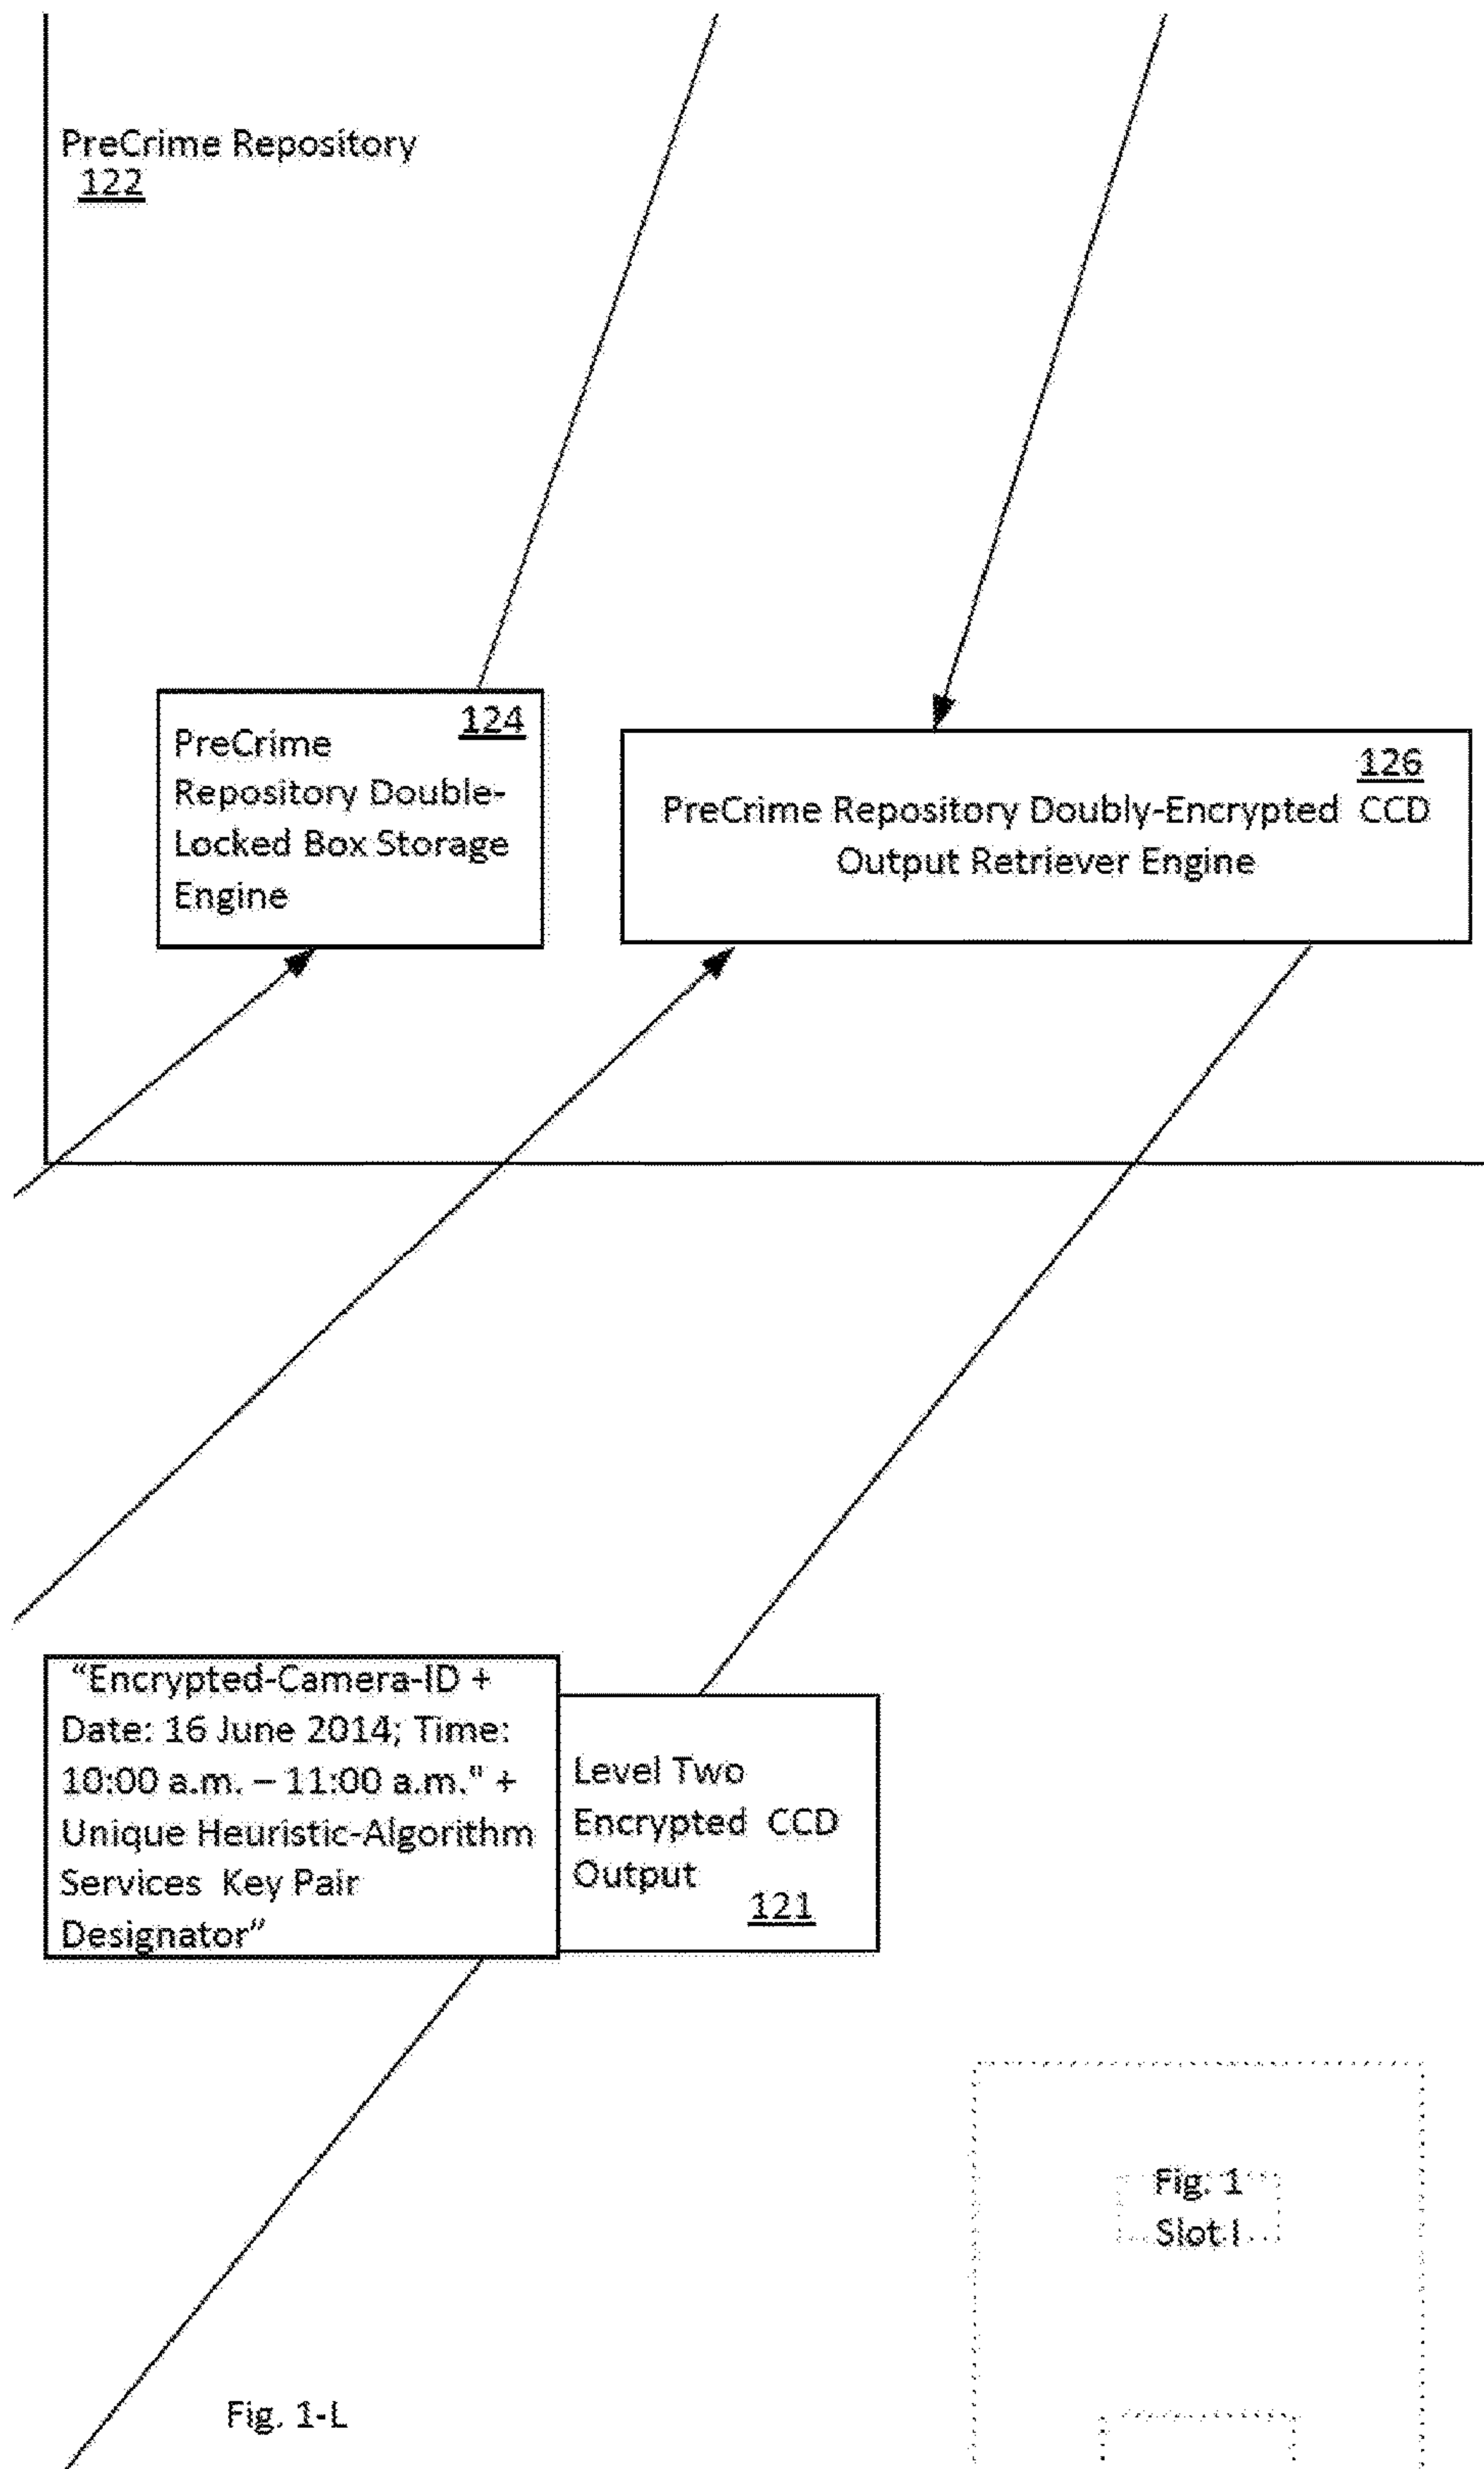 PreCrime Repository
122
124
PreCrime
Repository Double-
Locked Box Storage
Engine
126
PreCrime Repository Doubly-Encrypted CCD
Output Retriever Engine
“Encrypted-Camera-ID +
Date: 16 June 2014; Time:
10:00 a.m. – 11:00 a.m." +
Unique Heuristic-Algorithm
Services Key Pair
Designator”
Level Two
Encrypted CCD
Output
121
Fig. 1
Slot I
Fig. 1-L